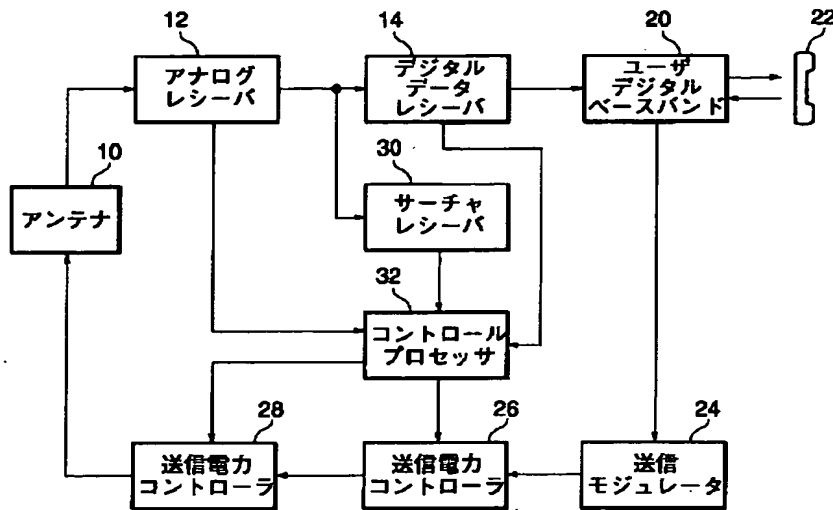 12
14
20
22
アナログ
レシーバ
デジタル
データ
レシーバ
ユーザ
デジタル
ベースバンド
10
30
アンテナ
サーチャ
レシーバ
32
コントロール
プロセッサ
28
26
24
送信電力
コントローラ
送信電力
コントローラ
送信
モジュレータ